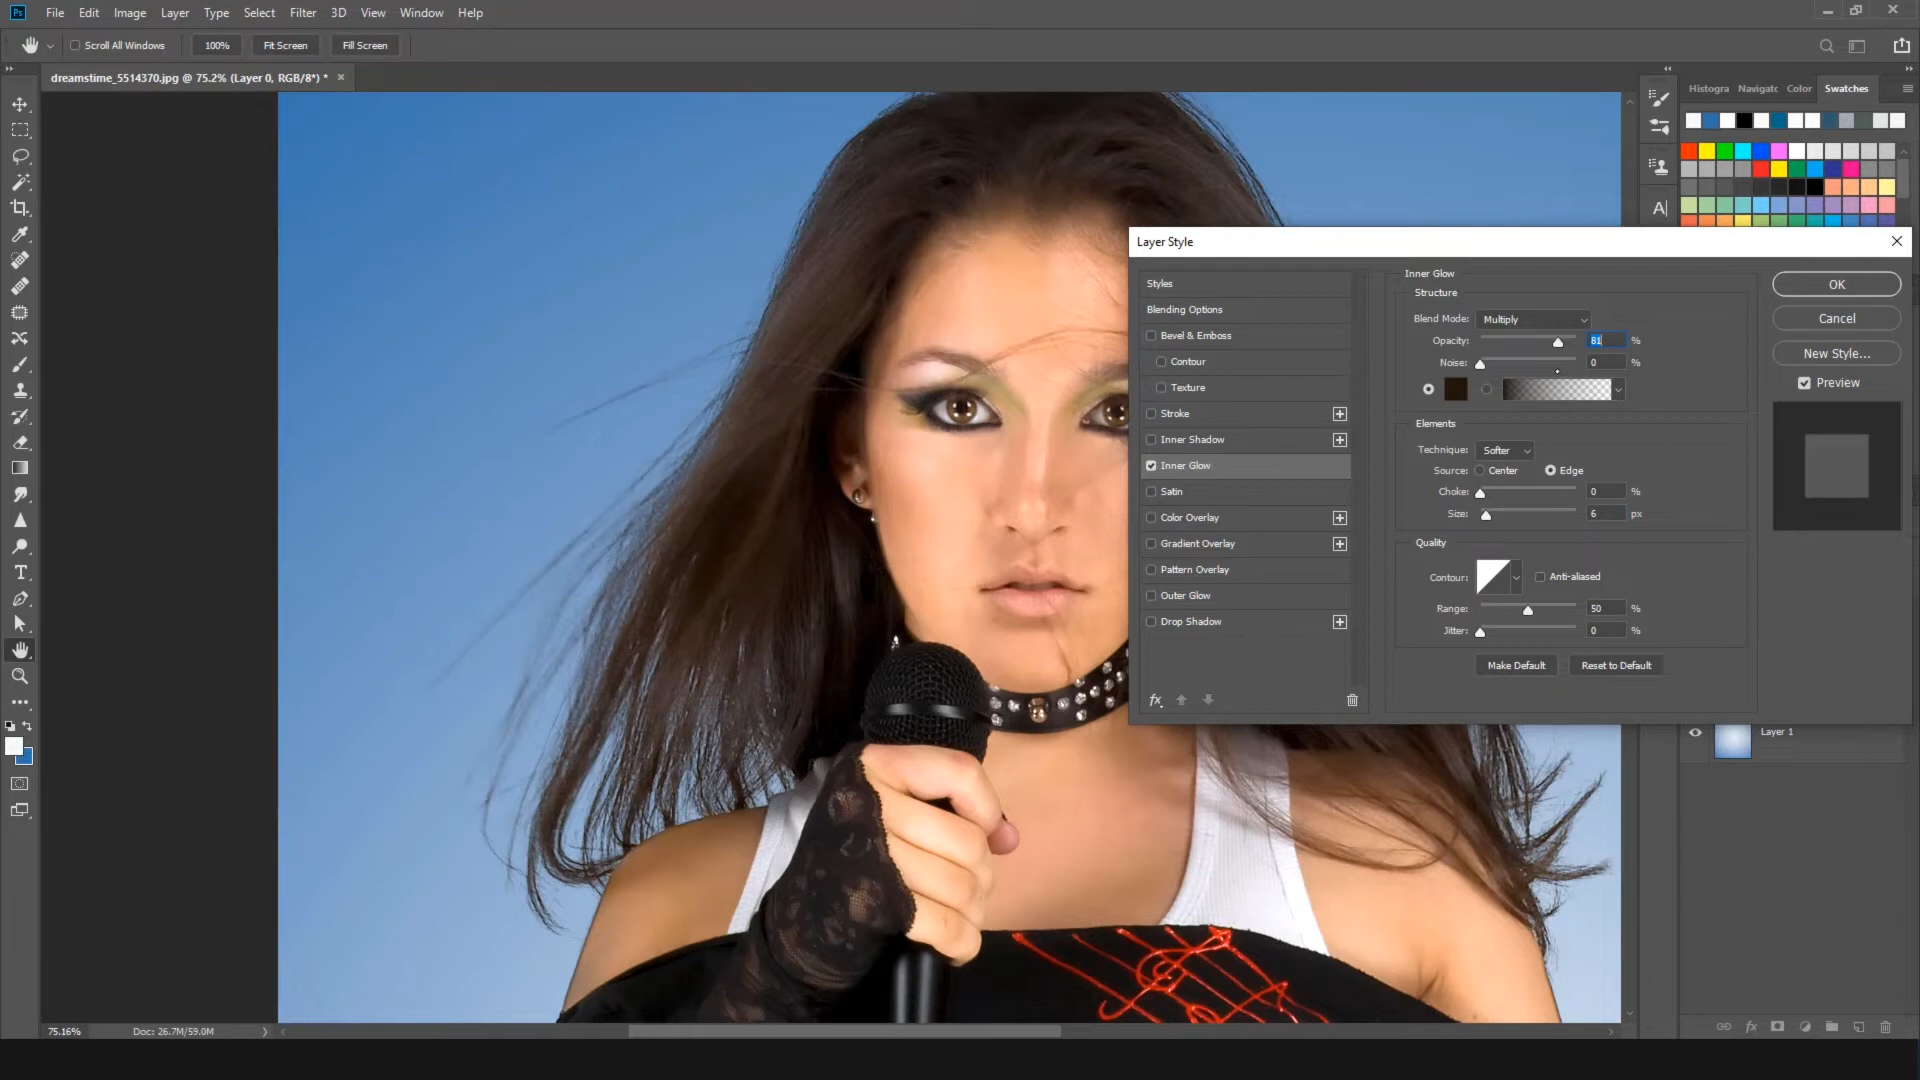 Ps File Edit Image Layer Type Select Filter 3D View Window Help
Scroll All Windows 100% Fit Screen Fill Screen
dreamstime_5514370.jpg @ 75.2% (Layer 0, RGB/8*) *
Histogra Navigatc Color Swatches
Layer Style
Styles
Blending Options
Bevel & Emboss
Contour
Texture
Stroke
Inner Shadow
Inner Glow
Satin
Color Overlay
Gradient Overlay
Pattern Overlay
Outer Glow
Drop Shadow
fx
Inner Glow
Structure
Blend Mode: Multiply
Opacity: 81 %
Noise: 0 %
Elements
Technique: Softer
Source: Center Edge
Choke: 0 %
Size: 6 px
Quality
Contour: Anti-aliased
Range: 50 %
Jitter: 0 %
Make Default Reset to Default
OK
Cancel
New Style...
Preview
Layer 1
75.16% Doc: 26.7M/59.0M
fx